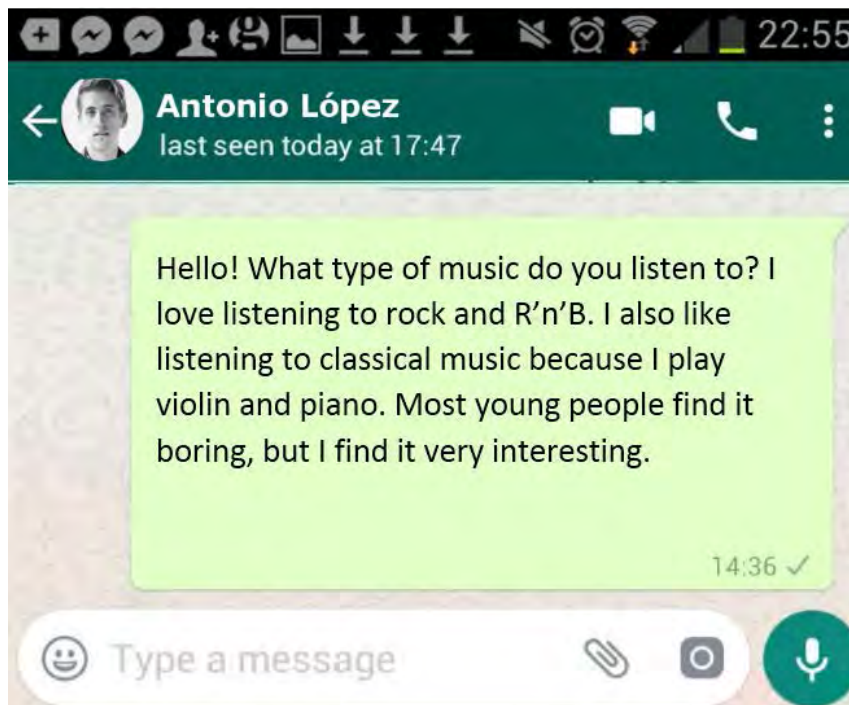 22:55
Antonio López
last seen today at 17:47
Hello! What type of music do you listen to? I
love listening to rock and R’n’B. I also like
listening to classical music because I play
violin and piano. Most young people find it
boring, but I find it very interesting.
14:36
Type a message